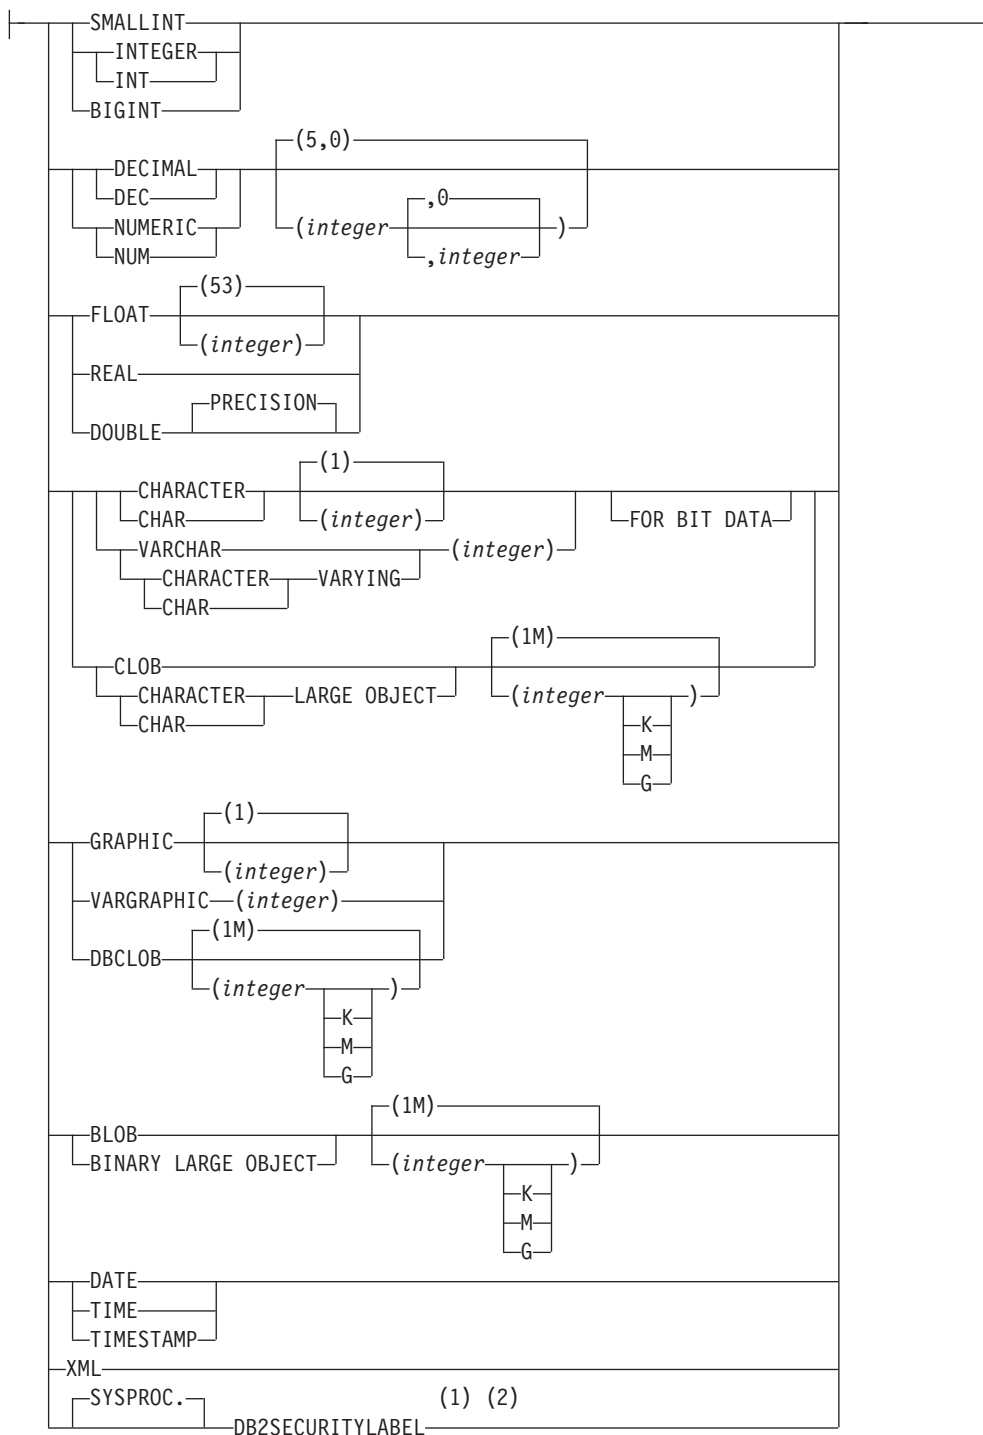 SMALLINT
INTEGER
INT
BIGINT
(5,0)
DECIMAL
DEC
,0
NUMERIC
(integer )
NUM
,integer
(53)
FLOAT
(integer)
REAL
PRECISION
DOUBLE
(1)
CHARACTER
CHAR
(integer)
FOR BIT DATA
VARCHAR
(integer)
CHARACTER
VARYING
CHAR
(1M)
CLOB
CHARACTER
LARGE OBJECT
(integer )
CHAR
K
M
G
(1)
GRAPHIC
(integer)
VARGRAPHIC
(integer)
(1M)
DBCLOB
(integer )
K
M
G
(1M)
BLOB
BINARY LARGE OBJECT
(integer )
K
M
G
DATE
TIME
TIMESTAMP
XML
SYSPROC.
(1) (2)
DB2SECURITYLABEL